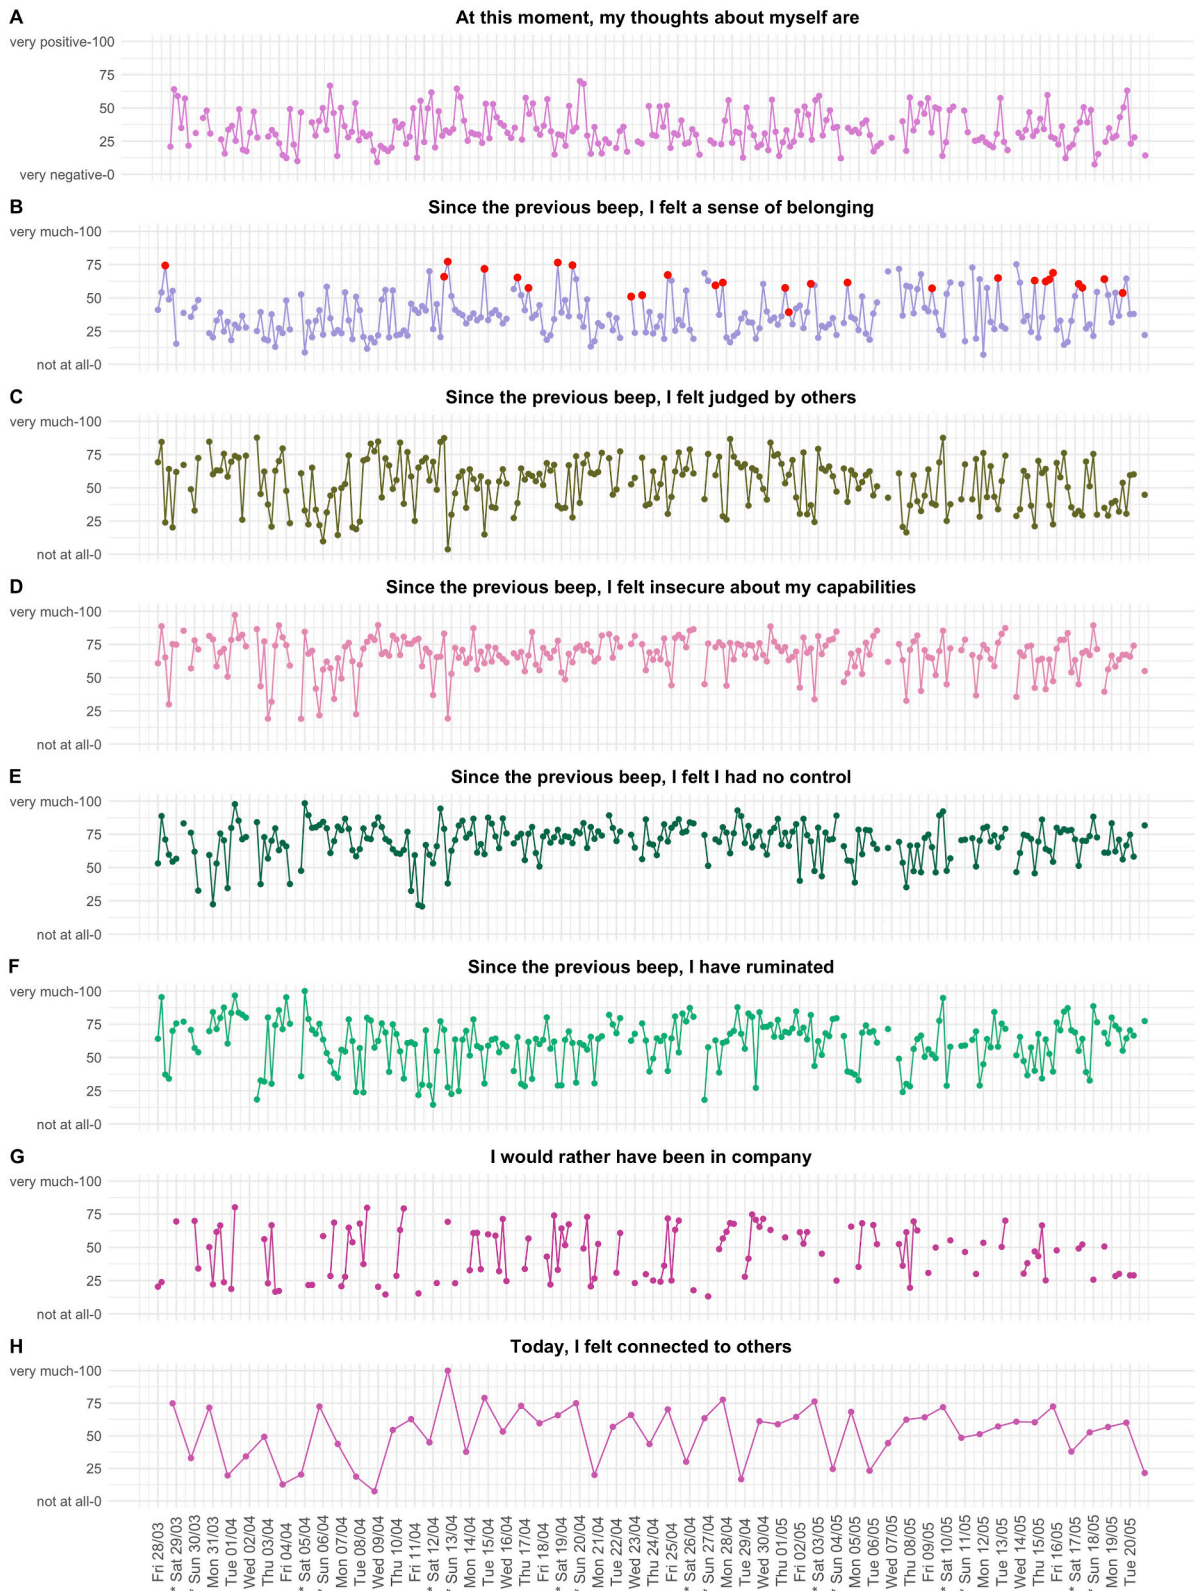 A
At this moment, my thoughts about myself are
very positive-100
75
50
25
very negative-0
B
Since the previous beep, I felt a sense of belonging
very much-100
75
50
25
not at all-0
C
Since the previous beep, I felt judged by others
very much-100
75
50
25
not at all-0
D
Since the previous beep, I felt insecure about my capabilities
very much-100
75
50
25
not at all-0
E
Since the previous beep, I felt I had no control
very much-100
75
50
25
not at all-0
F
Since the previous beep, I have ruminated
very much-100
75
50
25
not at all-0
G
I would rather have been in company
very much-100
75
50
25
not at all-0
H
Today, I felt connected to others
very much-100
75
50
25
not at all-0
Fri 28/03
* Sat 29/03
* Sun 30/03
Mon 31/03
Tue 01/04
Wed 02/04
Thu 03/04
Fri 04/04
* Sat 05/04
* Sun 06/04
Mon 07/04
Tue 08/04
Wed 09/04
Thu 10/04
Fri 11/04
* Sat 12/04
* Sun 13/04
Mon 14/04
Tue 15/04
Wed 16/04
Thu 17/04
Fri 18/04
* Sat 19/04
* Sun 20/04
Mon 21/04
Tue 22/04
Wed 23/04
Thu 24/04
Fri 25/04
* Sat 26/04
* Sun 27/04
Mon 28/04
Tue 29/04
Wed 30/04
Thu 01/05
Fri 02/05
* Sat 03/05
* Sun 04/05
Mon 05/05
Tue 06/05
Wed 07/05
Thu 08/05
Fri 09/05
* Sat 10/05
* Sun 11/05
Mon 12/05
Tue 13/05
Wed 14/05
Thu 15/05
Fri 16/05
* Sat 17/05
* Sun 18/05
Mon 19/05
Tue 20/05